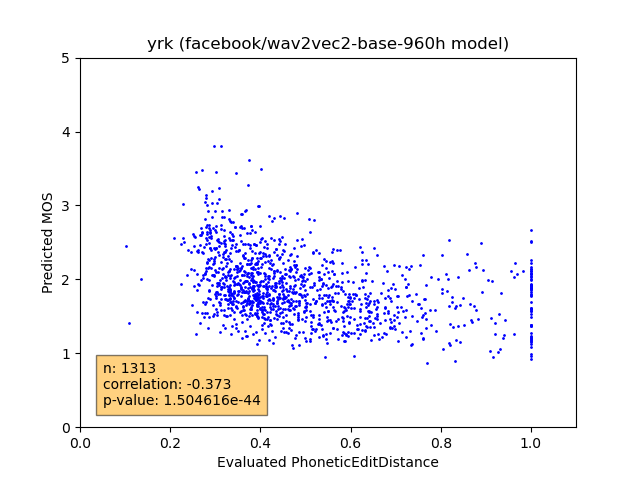 yrk (facebook/wav2vec2-base-960h model)
5
4
3
2
1
0
Predicted MOS
n: 1313
correlation: -0.373
p-value: 1.504616e-44
0.0 0.2 0.4 0.6 0.8 1.0
Evaluated PhoneticEditDistance